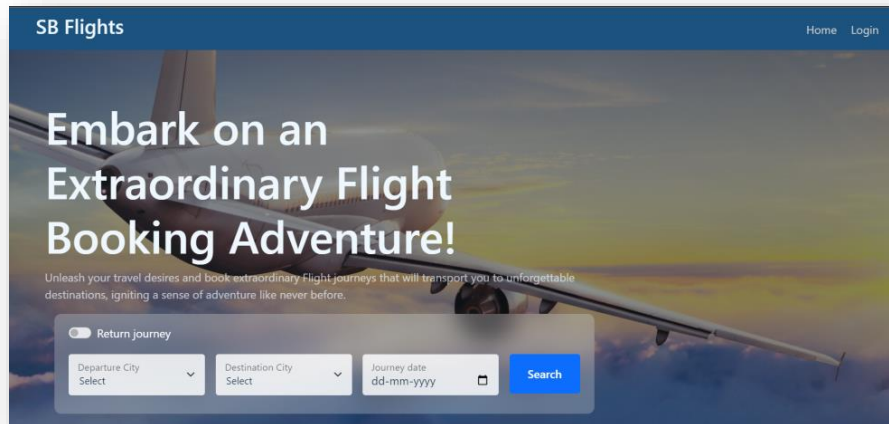 SB Flights
Home Login
Embark on an
Extraordinary Flight
Booking Adventure!
Unleash your travel desires and book extraordinary Flight journeys that will transport you to unforgettable
destinations, igniting a sense of adventure like never before.
Return journey
Departure City
Select
Destination City
Select
Journey date
dd-mm-yyyy
Search